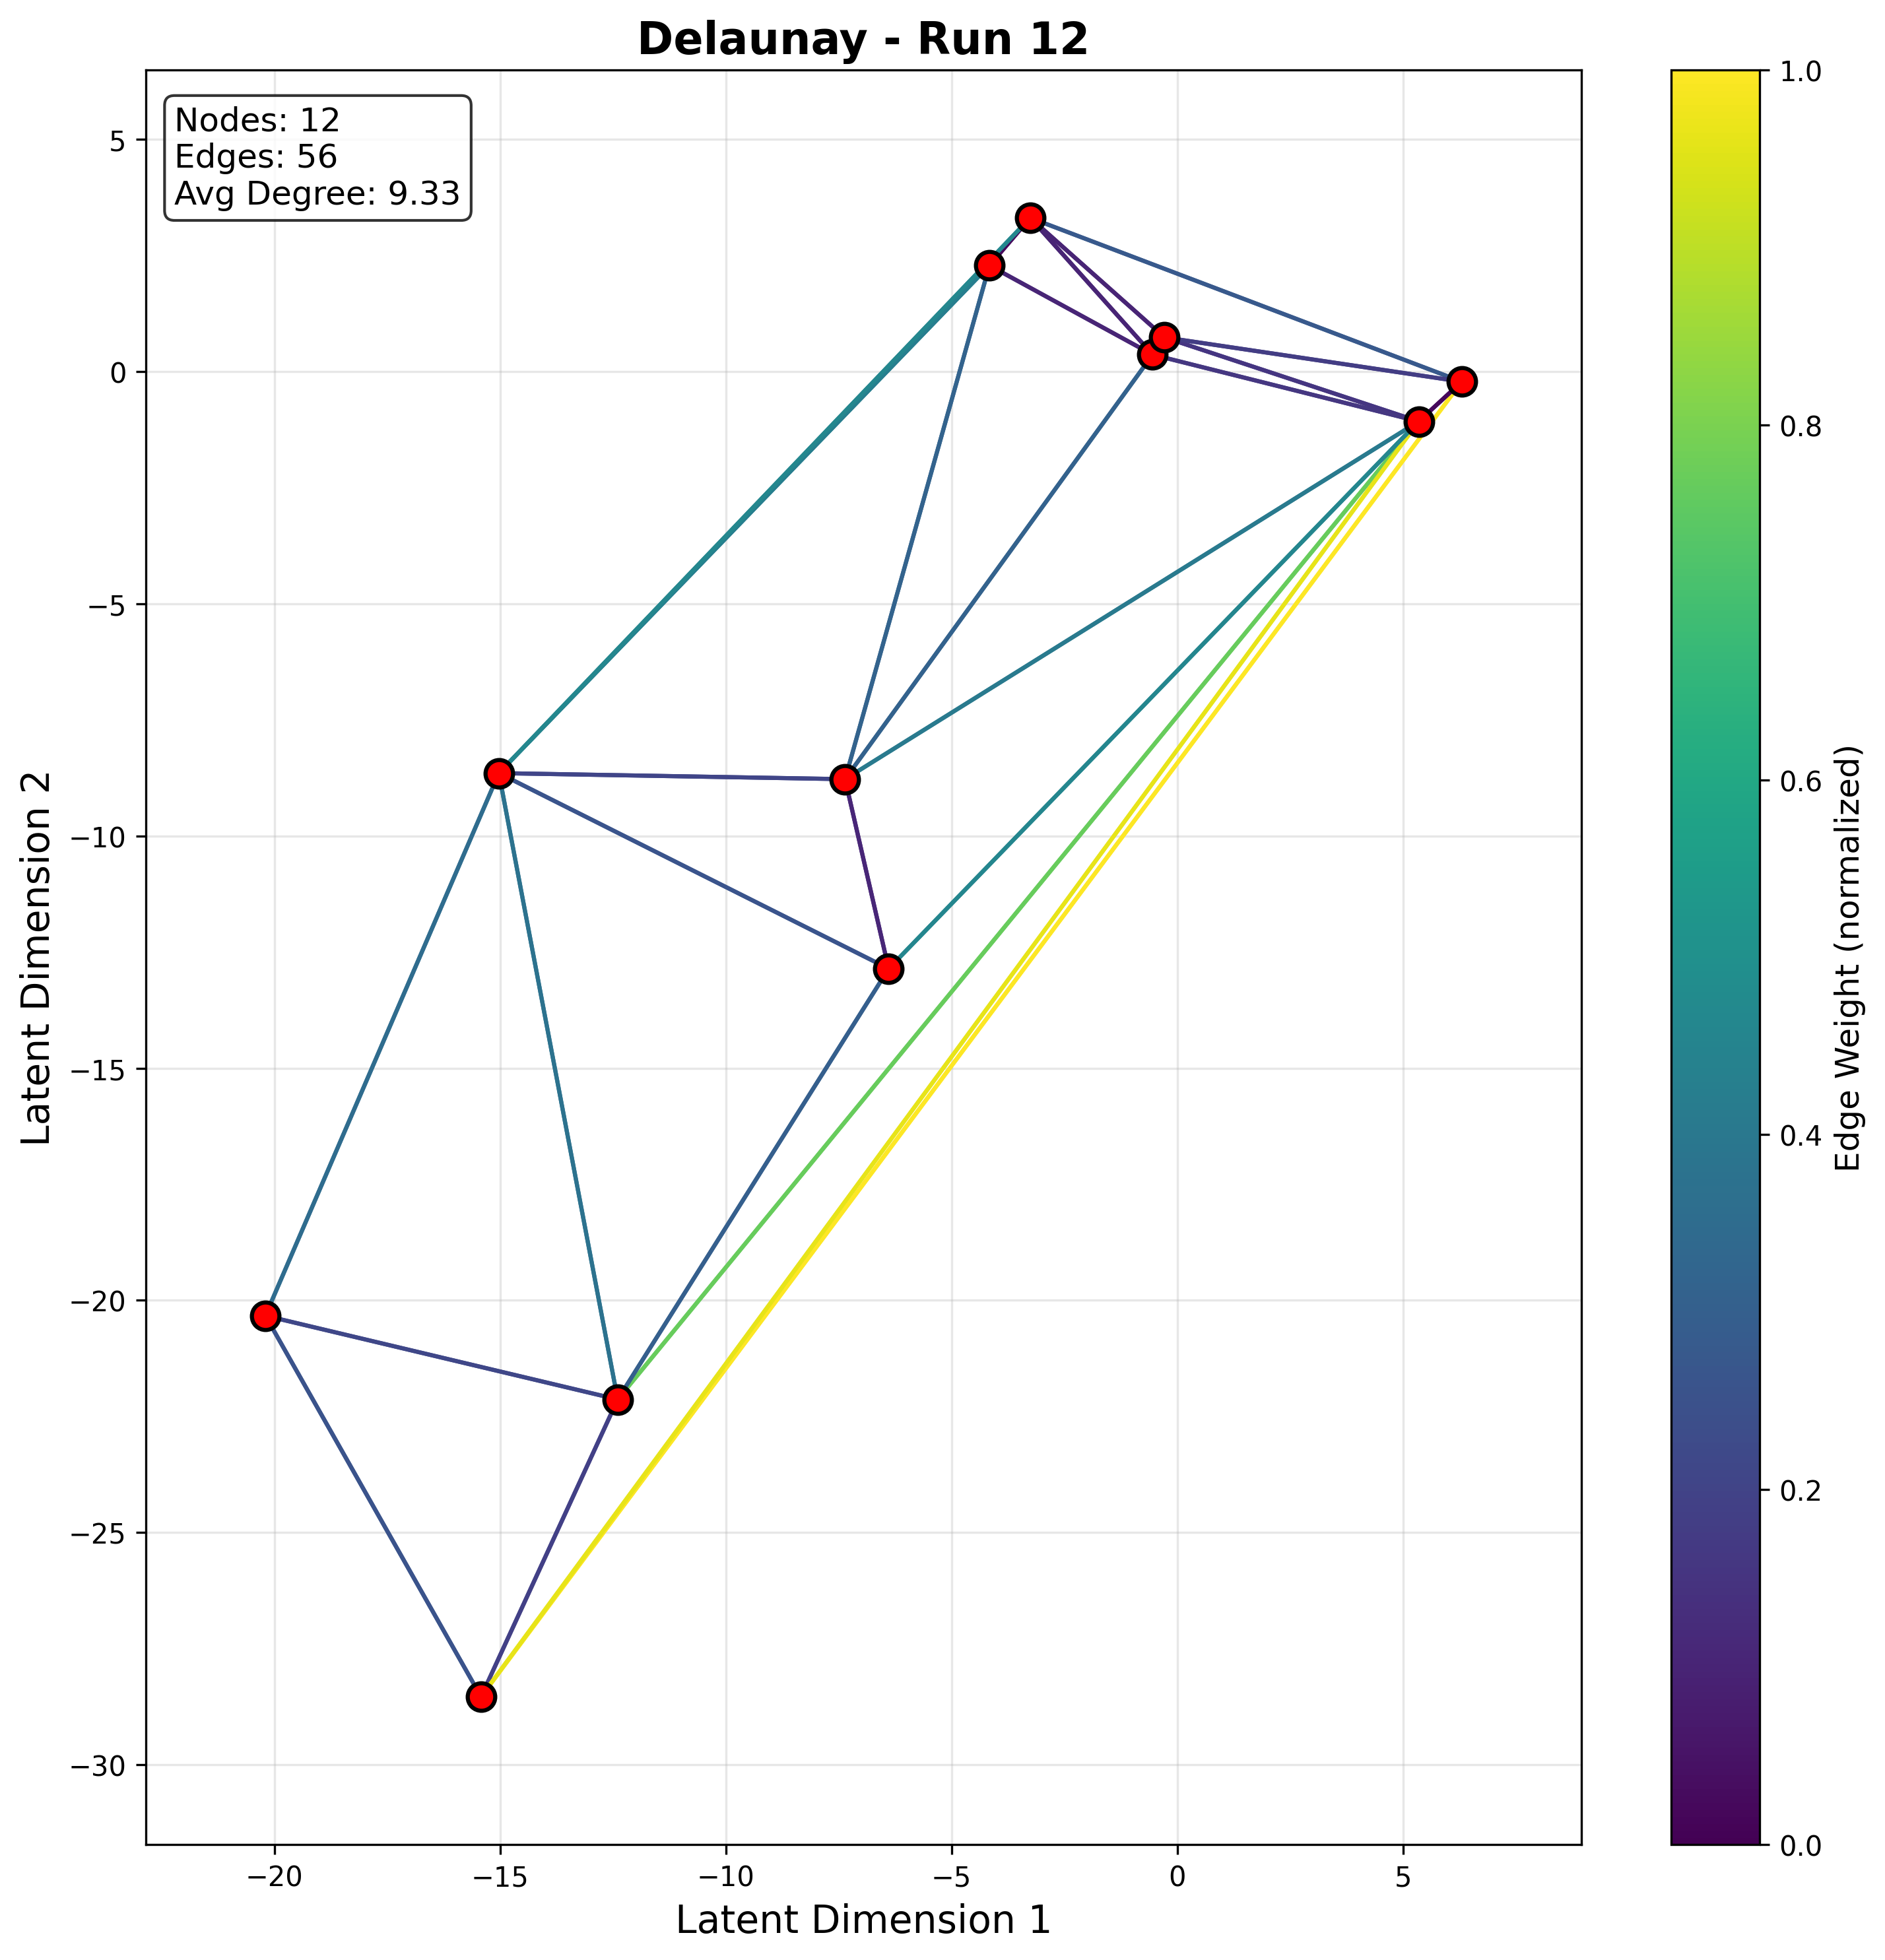 Delaunay - Run 12
Nodes: 12
Edges: 56
Avg Degree: 9.33
5
0
−5
−10
−15
−20
−25
−30
Latent Dimension 2
−20
−15
−10
−5
0
5
Latent Dimension 1
1.0
0.8
0.6
0.4
0.2
0.0
Edge Weight (normalized)